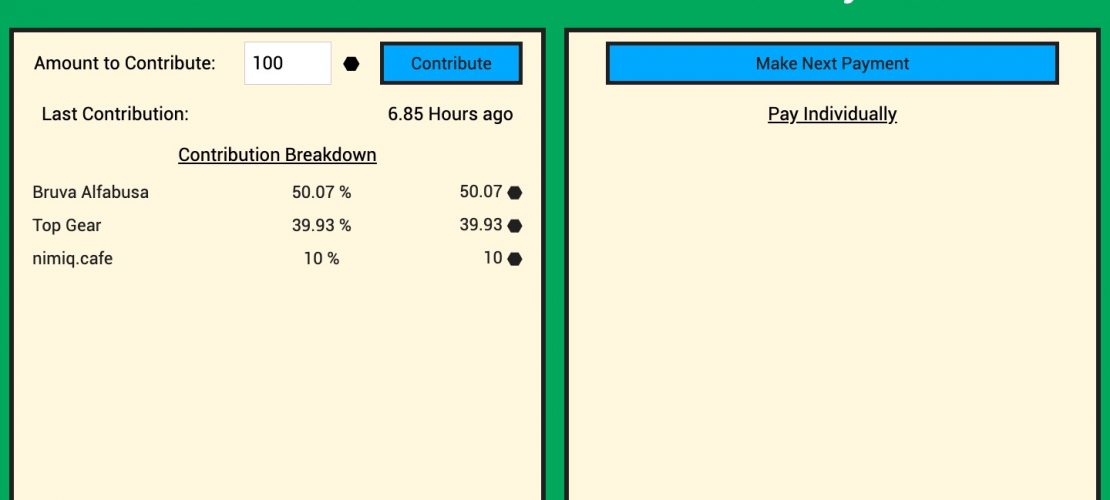 Amount to Contribute: 100 Contribute
Last Contribution: 6.85 Hours ago
Contribution Breakdown
Bruva Alfabusa 50.07 % 50.07
Top Gear 39.93 % 39.93
nimiq.cafe 10 % 10
Make Next Payment
Pay Individually